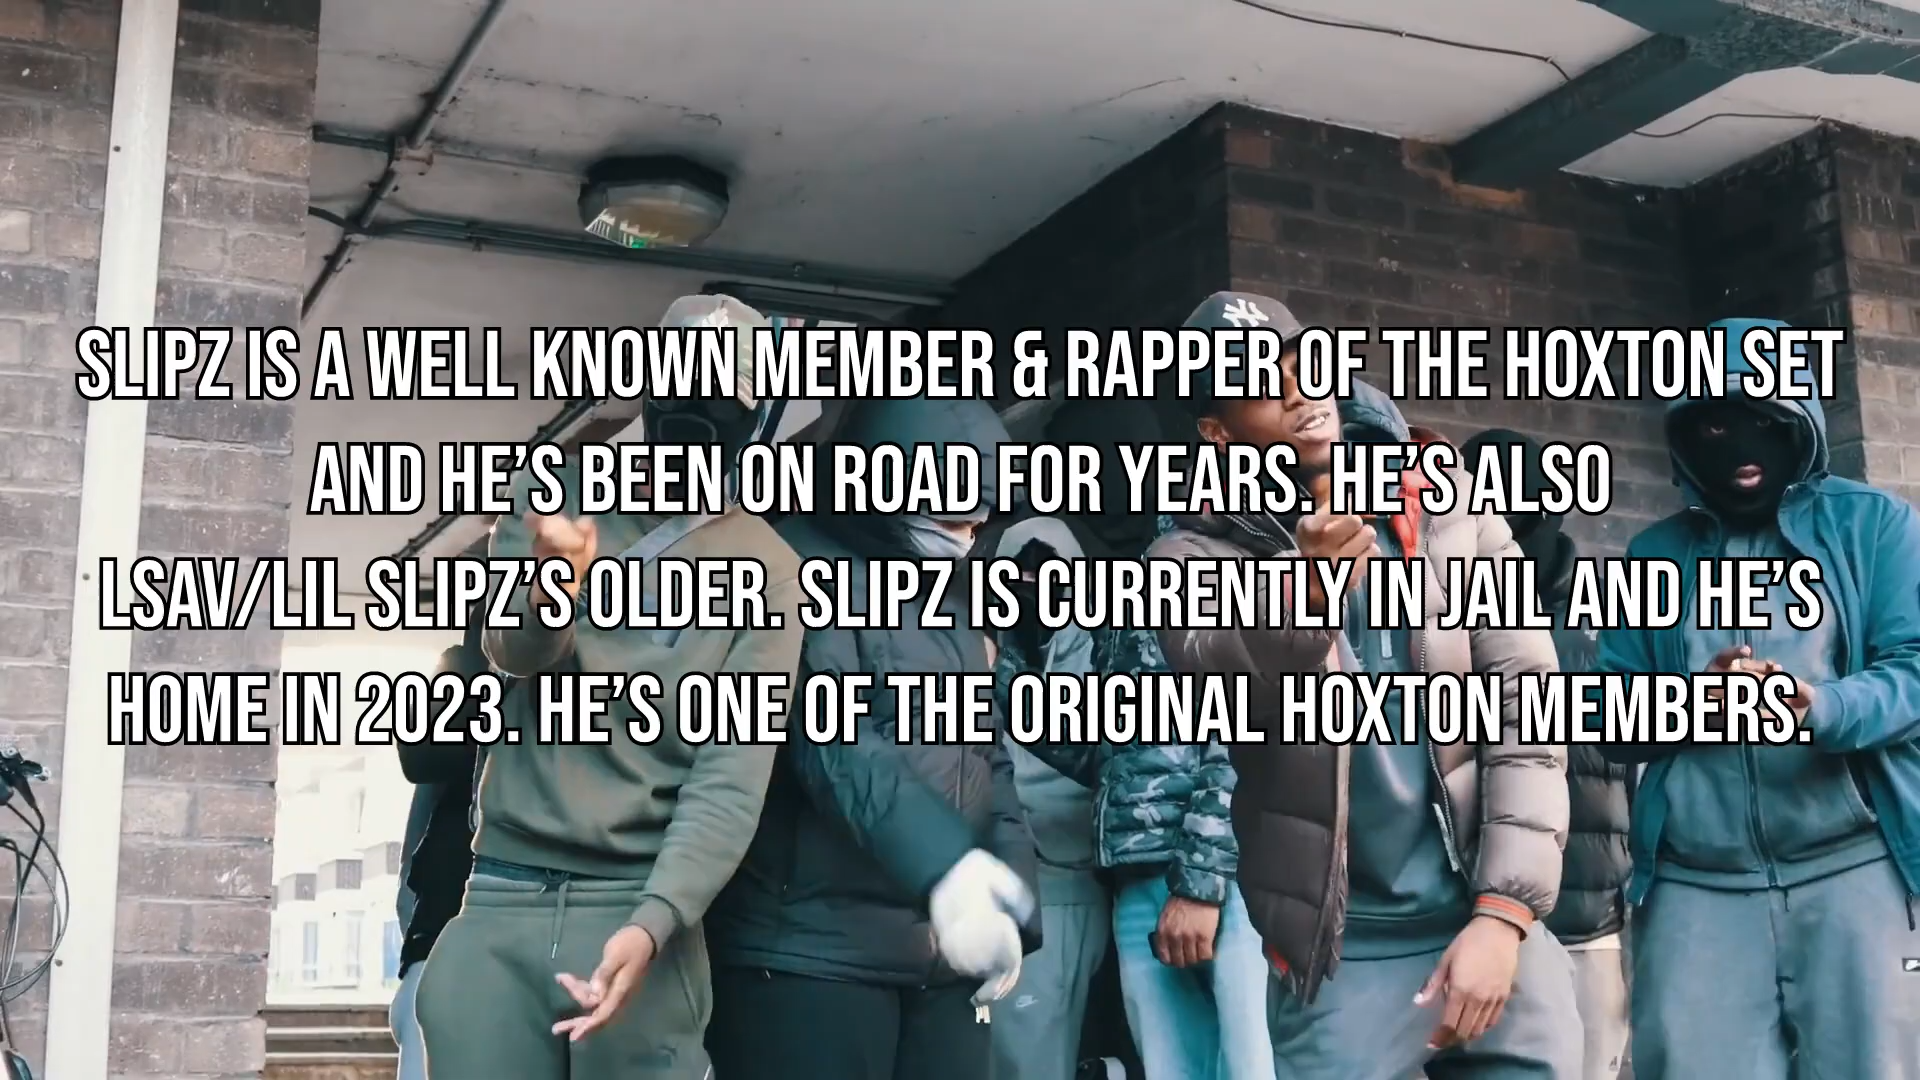 SLIPZ IS A WELL KNOWN MEMBER & RAPPER OF THE HOXTON SET
AND HE'S BEEN ON ROAD FOR YEARS. HE'S ALSO
LSAV/LIL SLIPZ'S OLDER. SLIPZ IS CURRENTLY IN JAIL AND HE'S
HOME IN 2023. HE'S ONE OF THE ORIGINAL HOXTON MEMBERS.